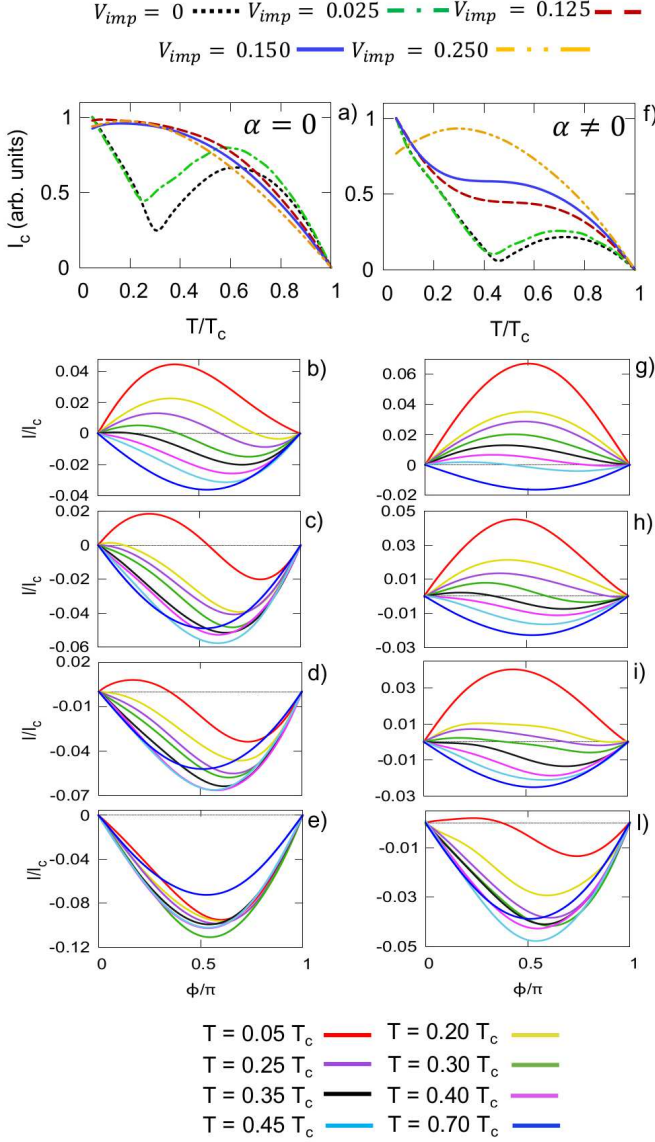 V_imp = 0 V_imp = 0.025 V_imp = 0.125
V_imp = 0.150 V_imp = 0.250
a) f)
α = 0 α ≠ 0
I_c (arb. units)
1 0.5 0
1 0.5 0
0 0.2 0.4 0.6 0.8 1
0 0.2 0.4 0.6 0.8 1
T/T_c T/T_c
b) g)
I/I_c
0.04 0.02 0 -0.02 -0.04
0.06 0.04 0.02 0 -0.02
c) h)
I/I_c
0.02 0 -0.02 -0.04 -0.06
0.05 0.03 0.01 -0.01 -0.03
d) i)
I/I_c
0.02 -0.01 -0.04 -0.07
0.03 0.01 -0.01 -0.03
e) l)
I/I_c
0 -0.04 -0.08 -0.12
-0.01 -0.03 -0.05
0 0.5 1
0 0.5 1
ϕ/π ϕ/π
T = 0.05 T_c T = 0.20 T_c
T = 0.25 T_c T = 0.30 T_c
T = 0.35 T_c T = 0.40 T_c
T = 0.45 T_c T = 0.70 T_c